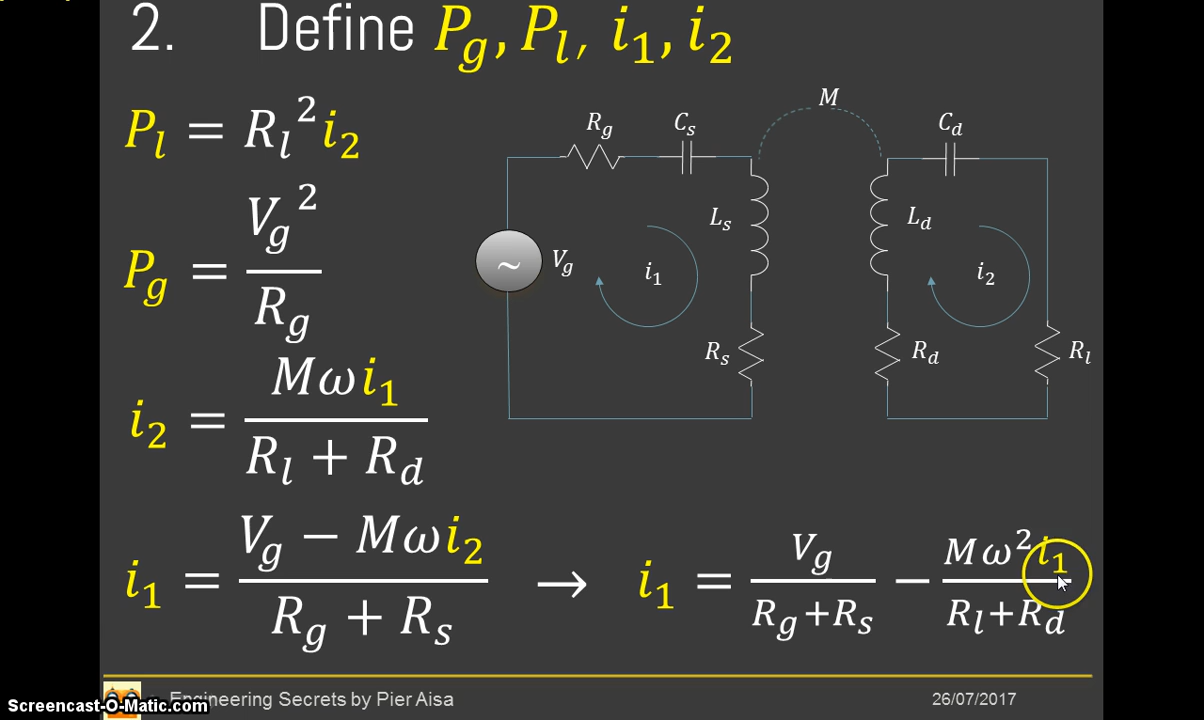 2. Define P_g, P_l, i_1, i_2
P_l = R_l^2 i_2
P_g = V_g^2 / R_g
i_2 = Mωi_1 / (R_l + R_d)
i_1 = (V_g − Mωi_2) / (R_g + R_s) → i_1 = V_g / (R_g+R_s) − Mω^2 i_1 / (R_l+R_d)
M
R_g C_s C_d
L_s L_d
~ V_g i_1 i_2
R_s R_d R_l
Engineering Secrets by Pier Aisa 26/07/2017
Screencast-O-Matic.com